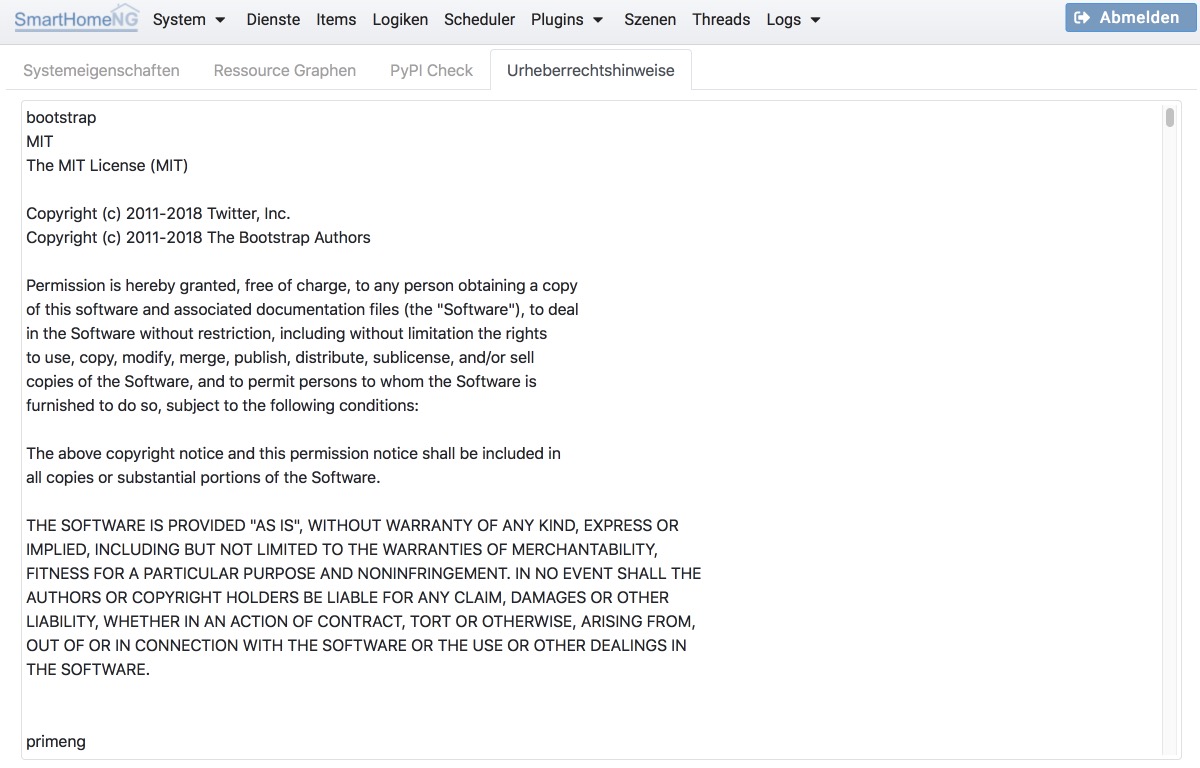 SmartHomeNG System Dienste Items Logiken Scheduler Plugins Szenen Threads Logs Abmelden
Systemeigenschaften Ressource Graphen PyPI Check Urheberrechtshinweise
bootstrap
MIT
The MIT License (MIT)
Copyright (c) 2011-2018 Twitter, Inc.
Copyright (c) 2011-2018 The Bootstrap Authors
Permission is hereby granted, free of charge, to any person obtaining a copy
of this software and associated documentation files (the "Software"), to deal
in the Software without restriction, including without limitation the rights
to use, copy, modify, merge, publish, distribute, sublicense, and/or sell
copies of the Software, and to permit persons to whom the Software is
furnished to do so, subject to the following conditions:
The above copyright notice and this permission notice shall be included in
all copies or substantial portions of the Software.
THE SOFTWARE IS PROVIDED "AS IS", WITHOUT WARRANTY OF ANY KIND, EXPRESS OR
IMPLIED, INCLUDING BUT NOT LIMITED TO THE WARRANTIES OF MERCHANTABILITY,
FITNESS FOR A PARTICULAR PURPOSE AND NONINFRINGEMENT. IN NO EVENT SHALL THE
AUTHORS OR COPYRIGHT HOLDERS BE LIABLE FOR ANY CLAIM, DAMAGES OR OTHER
LIABILITY, WHETHER IN AN ACTION OF CONTRACT, TORT OR OTHERWISE, ARISING FROM,
OUT OF OR IN CONNECTION WITH THE SOFTWARE OR THE USE OR OTHER DEALINGS IN
THE SOFTWARE.
primeng